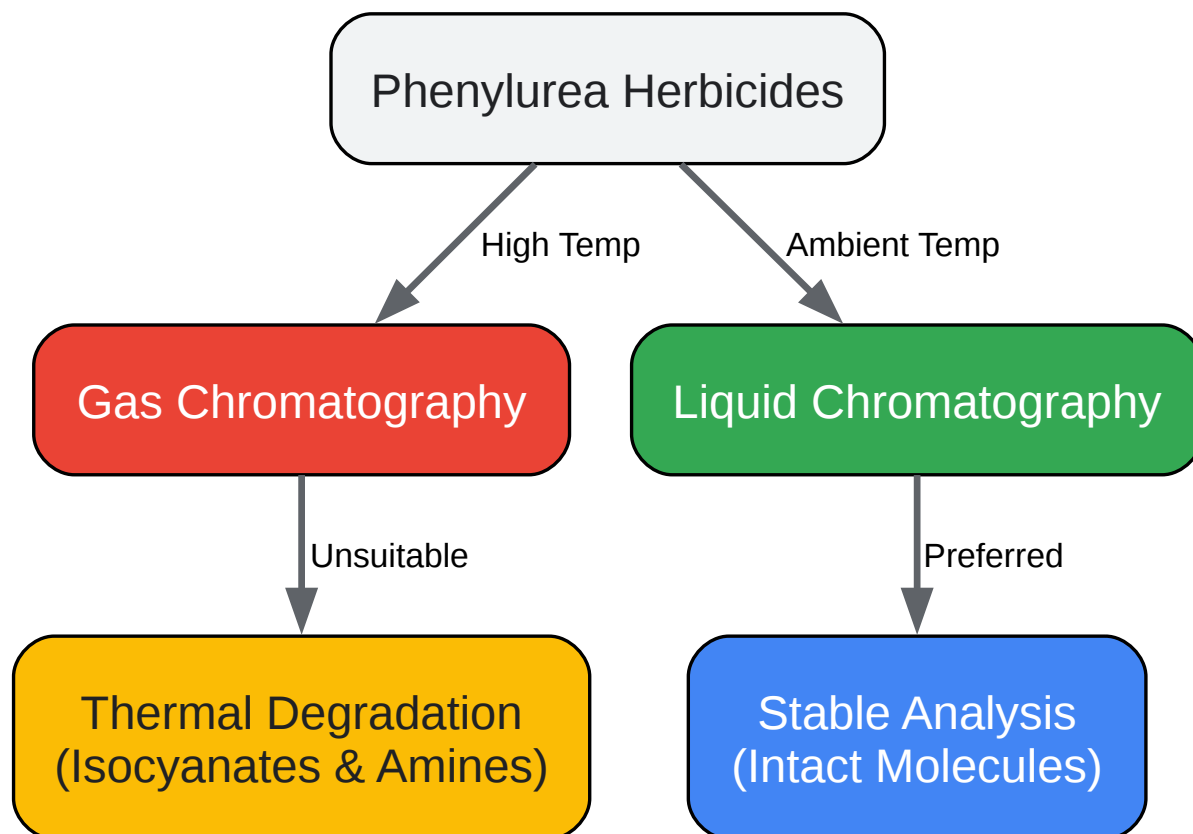 Phenylurea Herbicides
High Temp
Ambient Temp
Gas Chromatography
Liquid Chromatography
Unsuitable
Preferred
Thermal Degradation
(Isocyanates & Amines)
Stable Analysis
(Intact Molecules)